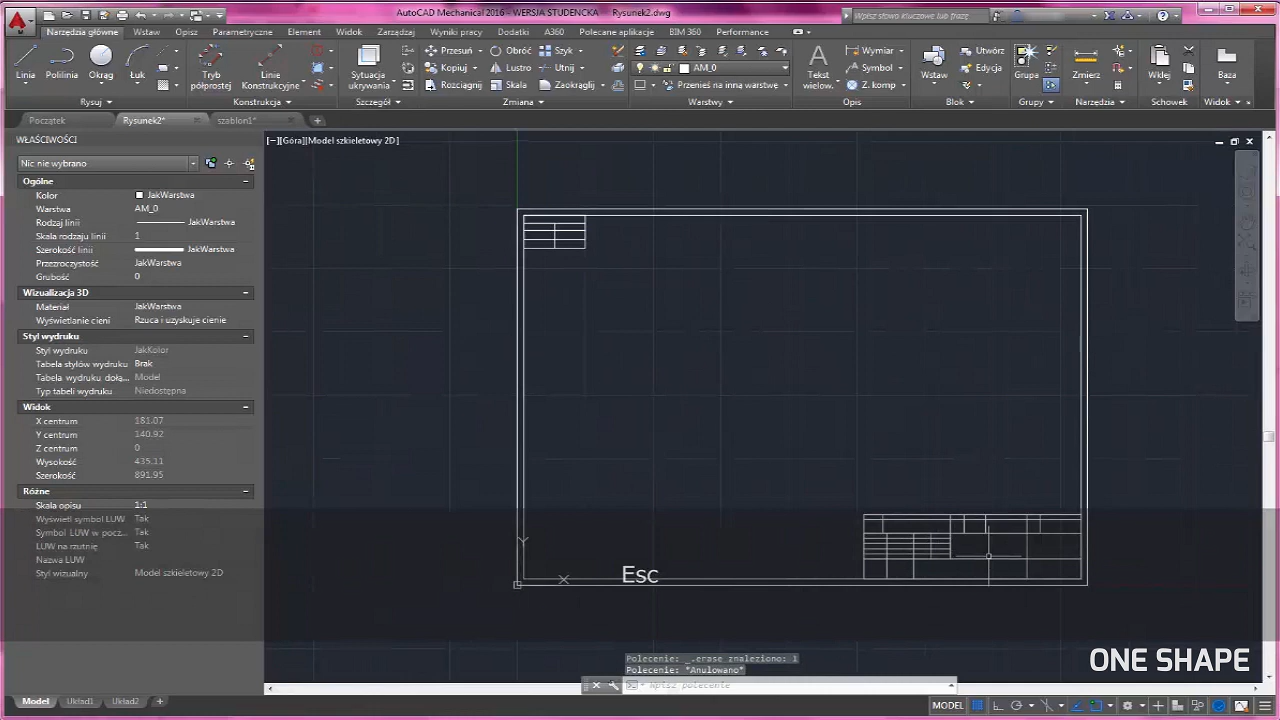 AutoCAD Mechanical 2016 - WERSJA STUDENCKA Rysunek2.dwg
Wpisz słowo kluczowe lub frazę
Narzędzia główne Wstaw Opisz Parametryczne Element Widok Wyniki pracy Zarządzaj Dodatki A360 Polecane aplikacje BIM 360 Performance
Linia Polilinia Okrąg Łuk
Tryb półprostej
Linie Konstrukcyjne
Sytuacja ukrywania
Przesuń Obróć Szyk
Kopiuj Lustro Utnij
Rozciągnij Skala Zaokrąglij
AM_0
Przenieś na inną warstwę
Tekst wielow.
Wymiar
Symbol
Z. komp
Wstaw
Utwórz
Edycja
Grupa
Zmierz
Wklej
Baza
Rysuj Konstrukcja Szczegół Zmiana Warstwy Opis Blok Grupy Narzędzia Schowek Widok
Początek Rysunek2* szablon1*
WŁAŚCIWOŚCI
[−][Góra][Model szkieletowy 2D]
Nic nie wybrano
Ogólne
Kolor JakWarstwa
Warstwa AM_0
Rodzaj linii JakWarstwa
Skala rodzaju linii 1
Szerokość linii JakWarstwa
Przezroczystość JakWarstwa
Grubość 0
Wizualizacja 3D
Materiał JakWarstwa
Wyświetlanie cieni Rzuca i uzyskuje cienie
Styl wydruku
Styl wydruku JakKolor
Tabela stylów wydruku Brak
Tabela wydruku dołą... Model
Typ tabeli wydruku Niedostępna
Widok
X centrum 181.07
Y centrum 140.92
Z centrum 0
Wysokość 435.11
Szerokość 891.95
Różne
Skala opisu 1:1
Wyświetl symbol LUW Tak
Symbol LUW w pocz... Tak
LUW na rzutnię Tak
Nazwa LUW
Styl wizualny Model szkieletowy 2D
Y
X
Esc
Polecenie: _.erase znaleziono: 1
Polecenie: *Anulowano*
Wpisz polecenie
ONE SHAPE
Model Układ1 Układ2
MODEL